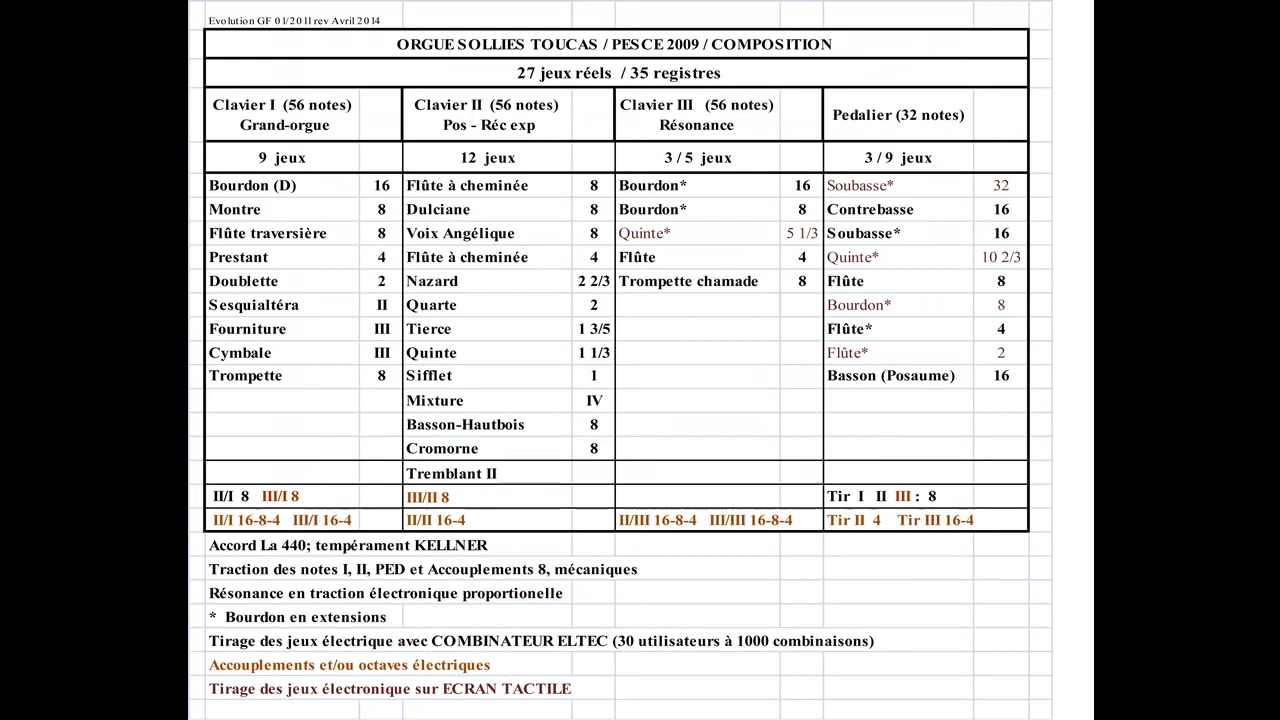 Evolution GF 01/2011 rev Avril 2014
ORGUE SOLLIES TOUCAS / PESCE 2009 / COMPOSITION
27 jeux réels / 35 registres
Clavier I (56 notes) Grand-orgue
Clavier II (56 notes) Pos - Réc exp
Clavier III (56 notes) Résonance
Pedalier (32 notes)
9 jeux 12 jeux 3 / 5 jeux 3 / 9 jeux
Bourdon (D) 16 Flûte à cheminée 8 Bourdon* 16 Soubasse* 32
Montre 8 Dulciane 8 Bourdon* 8 Contrebasse 16
Flûte traversière 8 Voix Angélique 8 Quinte* 5 1/3 Soubasse* 16
Prestant 4 Flûte à cheminée 4 Flûte 4 Quinte* 10 2/3
Doublette 2 Nazard 2 2/3 Trompette chamade 8 Flûte 8
Sesquialtéra II Quarte 2 Bourdon* 8
Fourniture III Tierce 1 3/5 Flûte* 4
Cymbale III Quinte 1 1/3 Flûte* 2
Trompette 8 Sifflet 1 Basson (Posaume) 16
Mixture IV
Basson-Hautbois 8
Cromorne 8
Tremblant II
II/I 8 III/I 8 III/II 8 Tir I II III : 8
II/I 16-8-4 III/I 16-4 II/II 16-4 II/III 16-8-4 III/III 16-8-4 Tir II 4 Tir III 16-4
Accord La 440; tempérament KELLNER
Traction des notes I, II, PED et Accouplements 8, mécaniques
Résonance en traction électronique proportionelle
* Bourdon en extensions
Tirage des jeux électrique avec COMBINATEUR ELTEC (30 utilisateurs à 1000 combinaisons)
Accouplements et/ou octaves électriques
Tirage des jeux électronique sur ECRAN TACTILE